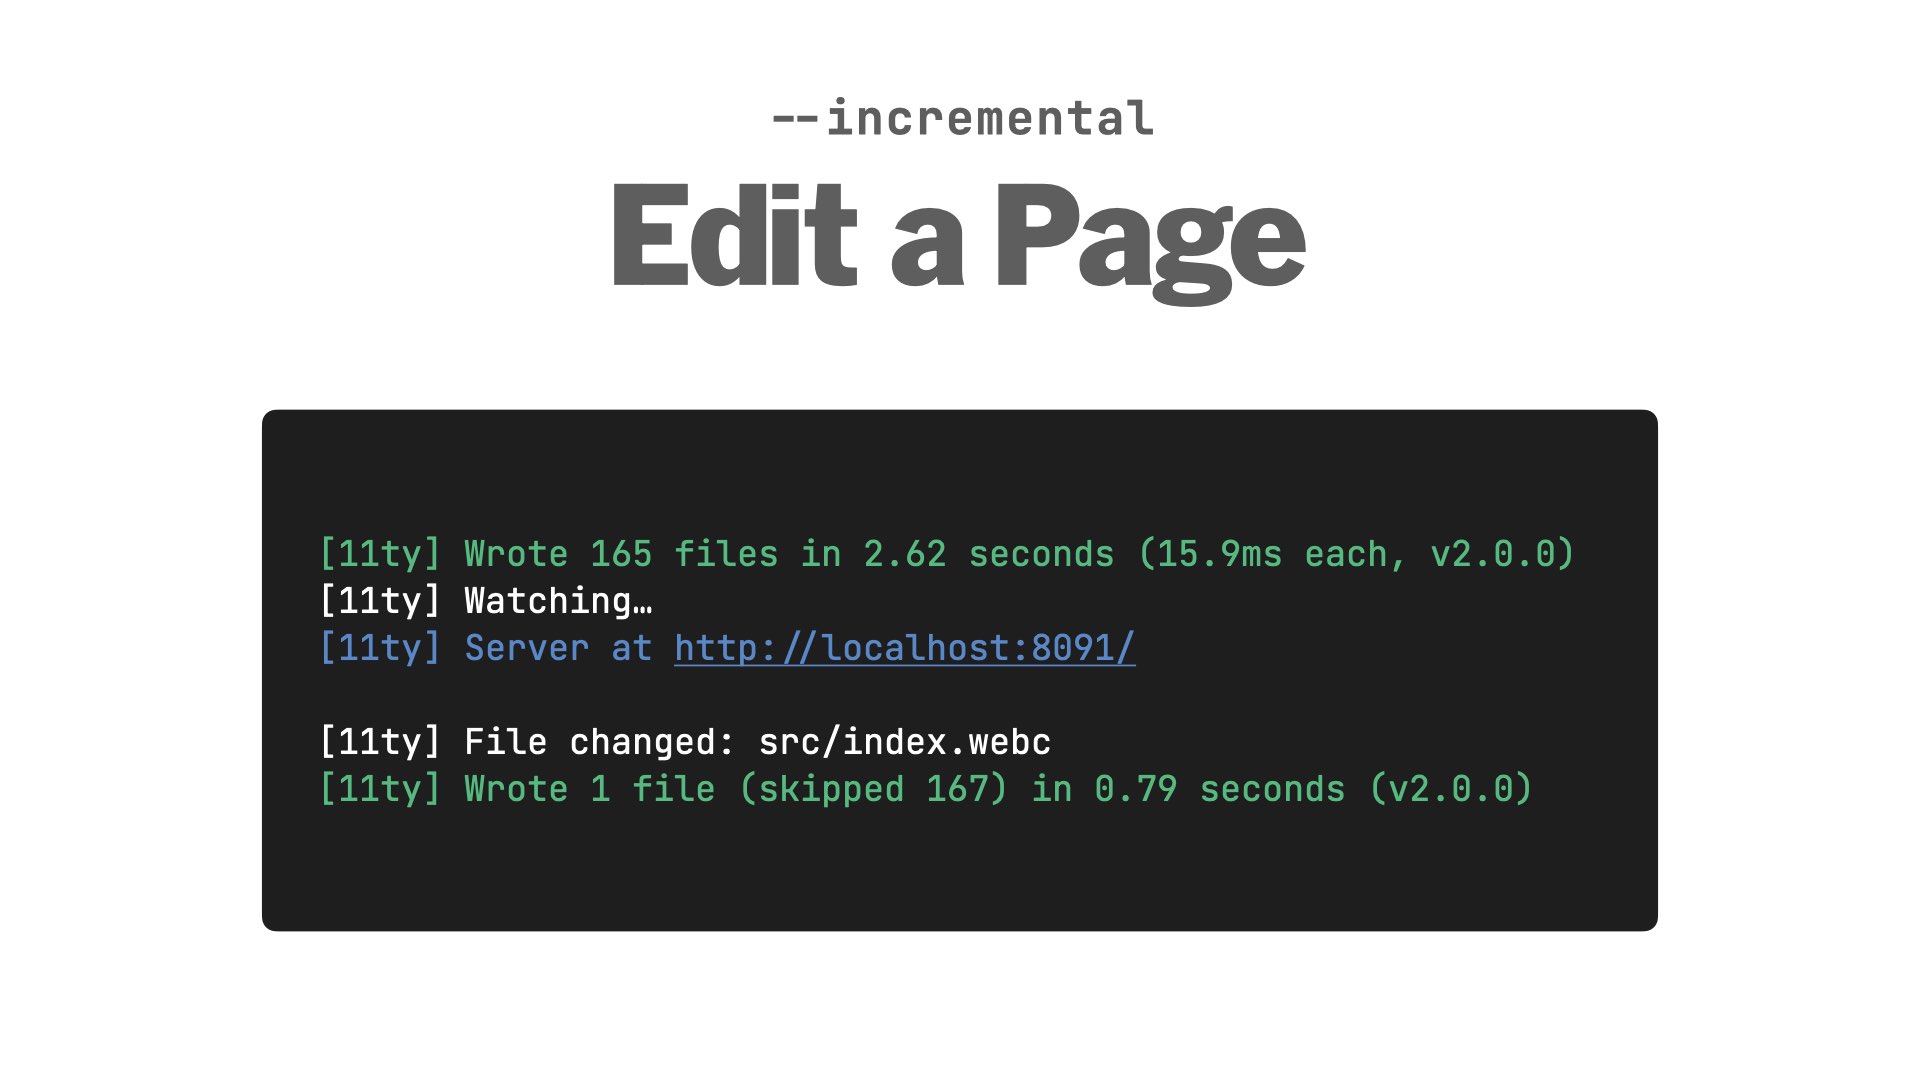 --incremental
Edit a Page
[11ty] Wrote 165 files in 2.62 seconds (15.9ms each, v2.0.0)
[11ty] Watching…
[11ty] Server at http://localhost:8091/
[11ty] File changed: src/index.webc
[11ty] Wrote 1 file (skipped 167) in 0.79 seconds (v2.0.0)